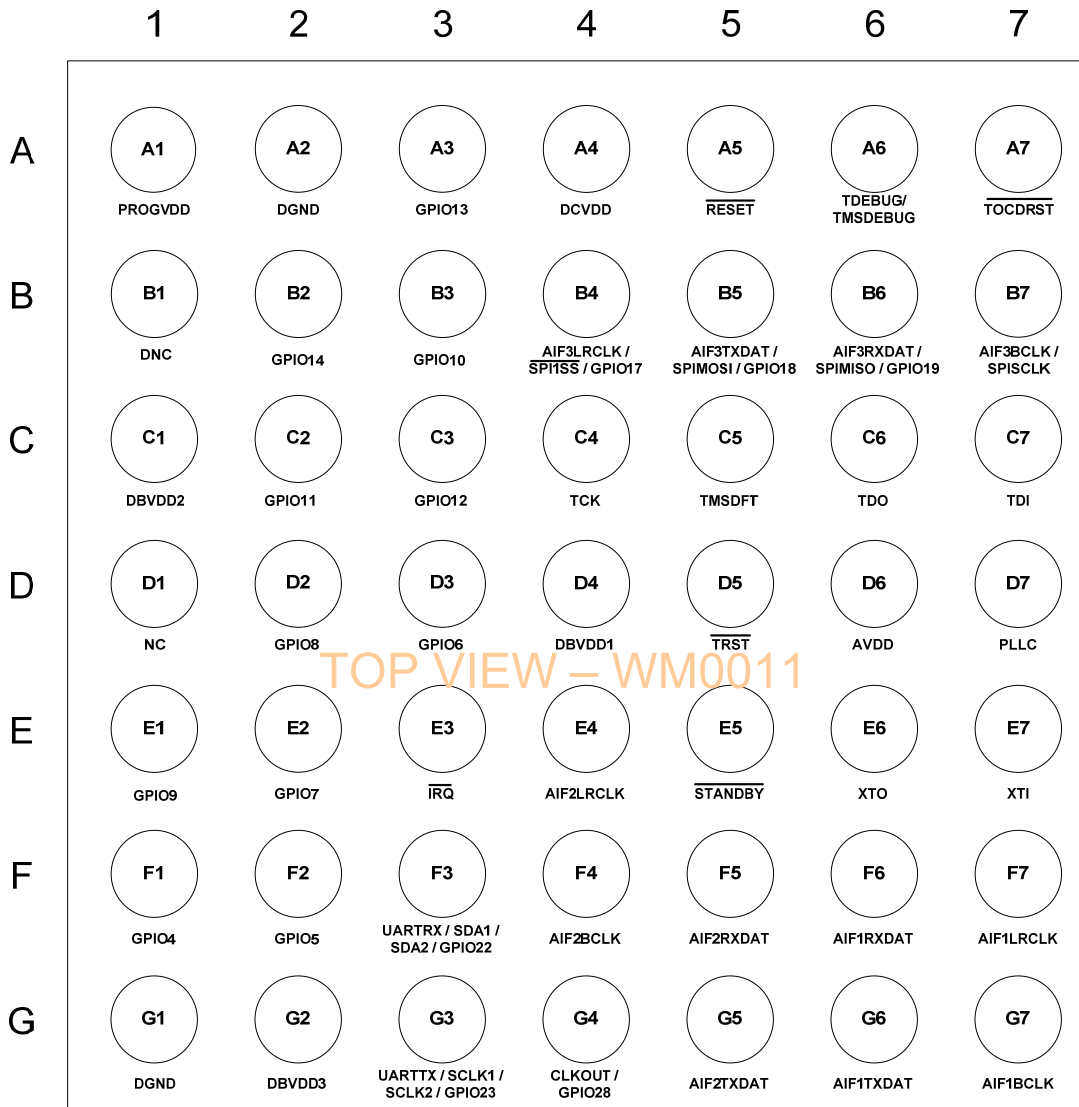 1 2 3 4 5 6 7
A
A1 A2 A3 A4 A5 A6 A7
PROGVDD DGND GPIO13 DCVDD RESET TDEBUG/ TOCDRST
TMSDEBUG
B
B1 B2 B3 B4 B5 B6 B7
DNC GPIO14 GPIO10 AIF3LRCLK / AIF3TXDAT / AIF3RXDAT / AIF3BCLK /
SPI1SS / GPIO17 SPIMOSI / GPIO18 SPIMISO / GPIO19 SPISCLK
C
C1 C2 C3 C4 C5 C6 C7
DBVDD2 GPIO11 GPIO12 TCK TMSDFT TDO TDI
D
D1 D2 D3 D4 D5 D6 D7
NC GPIO8 GPIO6 DBVDD1 TRST AVDD PLLC
TOP VIEW – WM0011
E
E1 E2 E3 E4 E5 E6 E7
GPIO9 GPIO7 IRQ AIF2LRCLK STANDBY XTO XTI
F
F1 F2 F3 F4 F5 F6 F7
GPIO4 GPIO5 UARTRX / SDA1 / AIF2BCLK AIF2RXDAT AIF1RXDAT AIF1LRCLK
SDA2 / GPIO22
G
G1 G2 G3 G4 G5 G6 G7
DGND DBVDD3 UARTTX / SCLK1 / CLKOUT / AIF2TXDAT AIF1TXDAT AIF1BCLK
SCLK2 / GPIO23 GPIO28